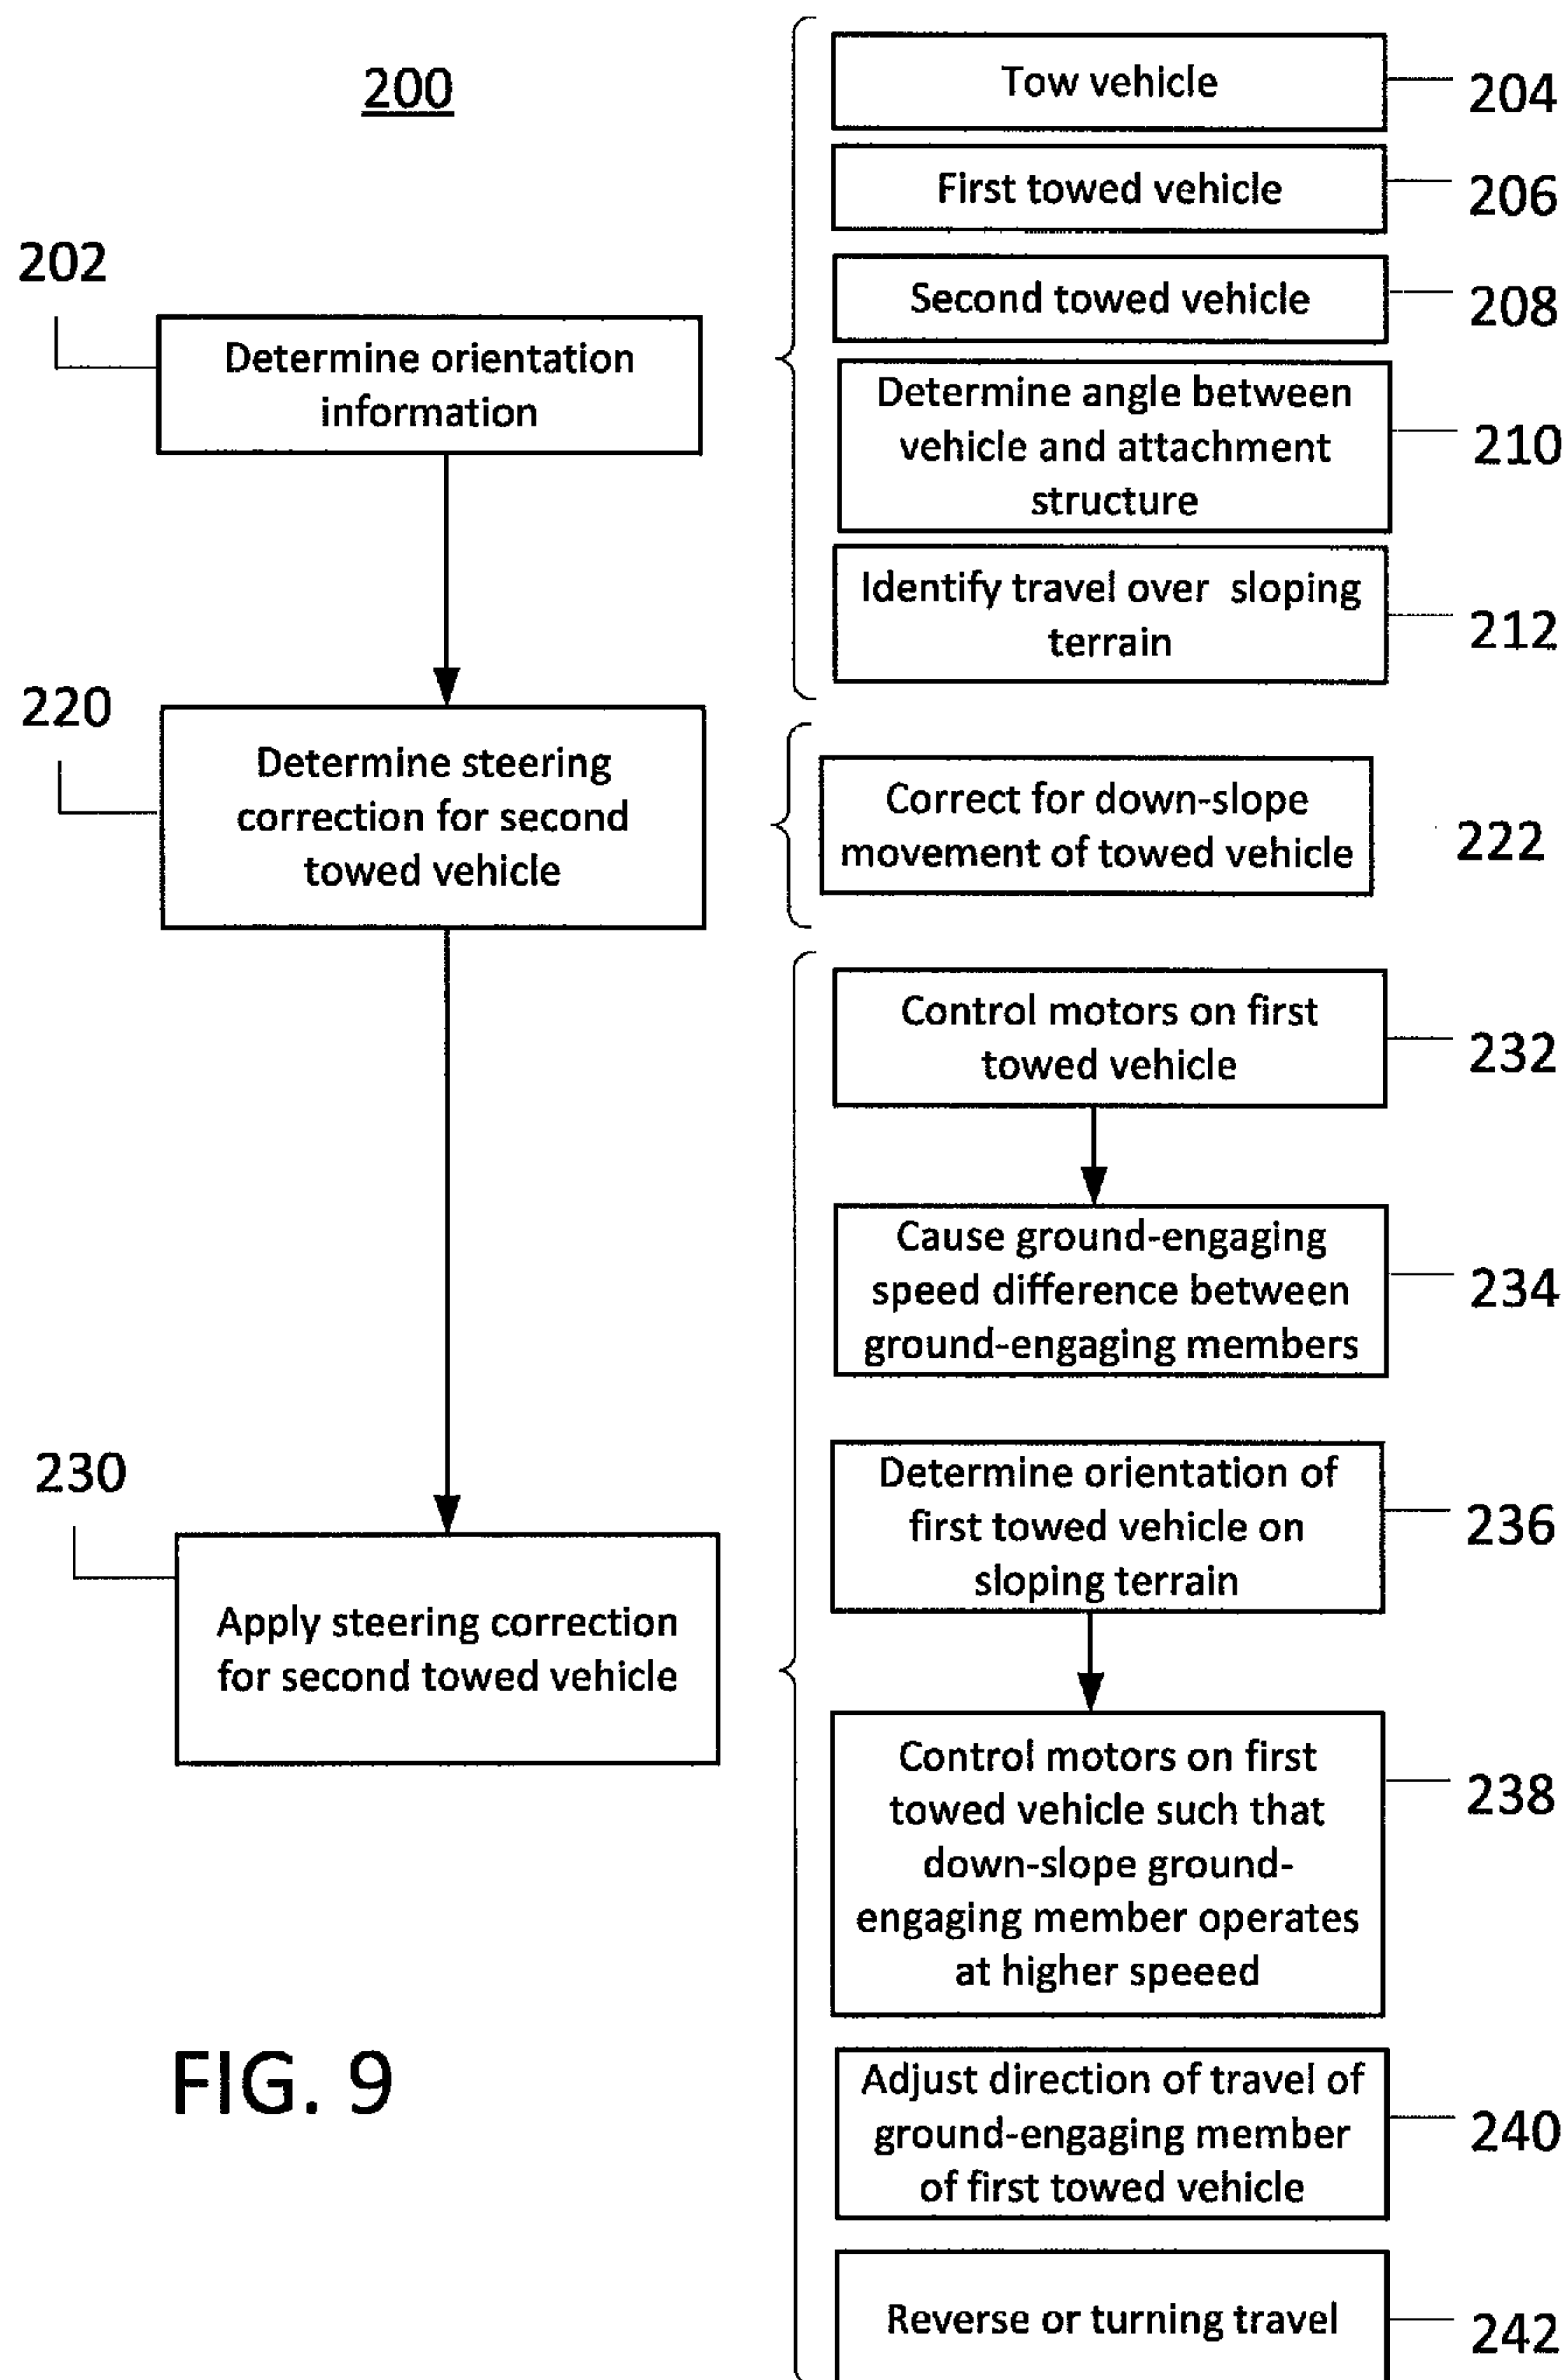 200
Tow vehicle
204
First towed vehicle
206
202
Second towed vehicle
208
Determine orientation
information
Determine angle between
vehicle and attachment
structure
210
Identify travel over sloping
terrain
212
220
Determine steering
correction for second
towed vehicle
Correct for down-slope
movement of towed vehicle
222
Control motors on first
towed vehicle
232
Cause ground-engaging
speed difference between
ground-engaging members
234
230
Determine orientation of
first towed vehicle on
sloping terrain
236
Apply steering correction
for second towed vehicle
Control motors on first
towed vehicle such that
down-slope ground-
engaging member operates
at higher speeed
238
FIG. 9
Adjust direction of travel of
ground-engaging member
of first towed vehicle
240
Reverse or turning travel
242